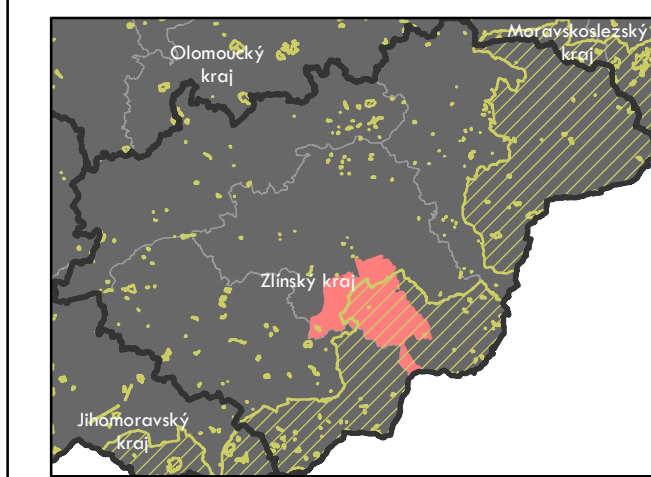 Moravskoslezský
kraj
Olomoucký
kraj
Zlínský kraj
Jihomoravský
kraj